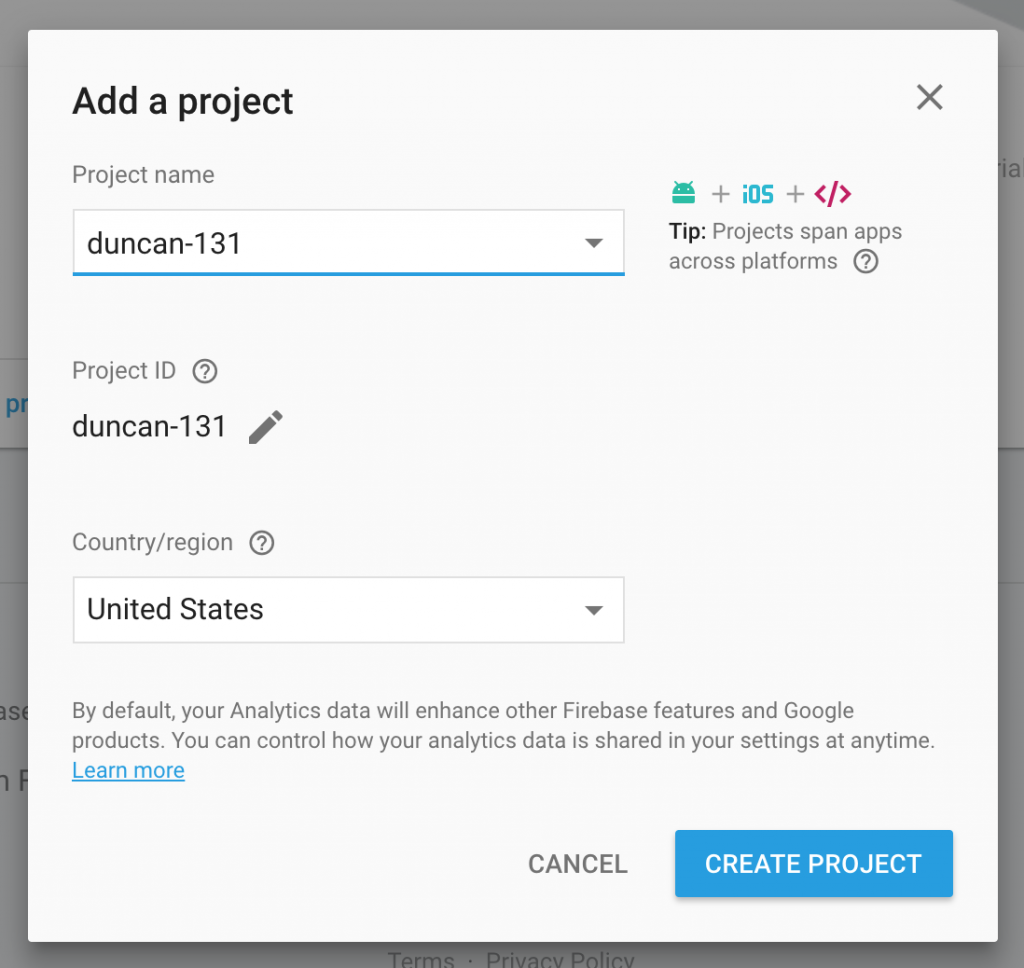 Add a project
Project name
duncan-131
+ iOS + </>
Tip: Projects span apps
across platforms ?
Project ID ?
duncan-131
Country/region ?
United States
By default, your Analytics data will enhance other Firebase features and Google
products. You can control how your analytics data is shared in your settings at anytime.
Learn more
CANCEL
CREATE PROJECT
Terms · Privacy Policy